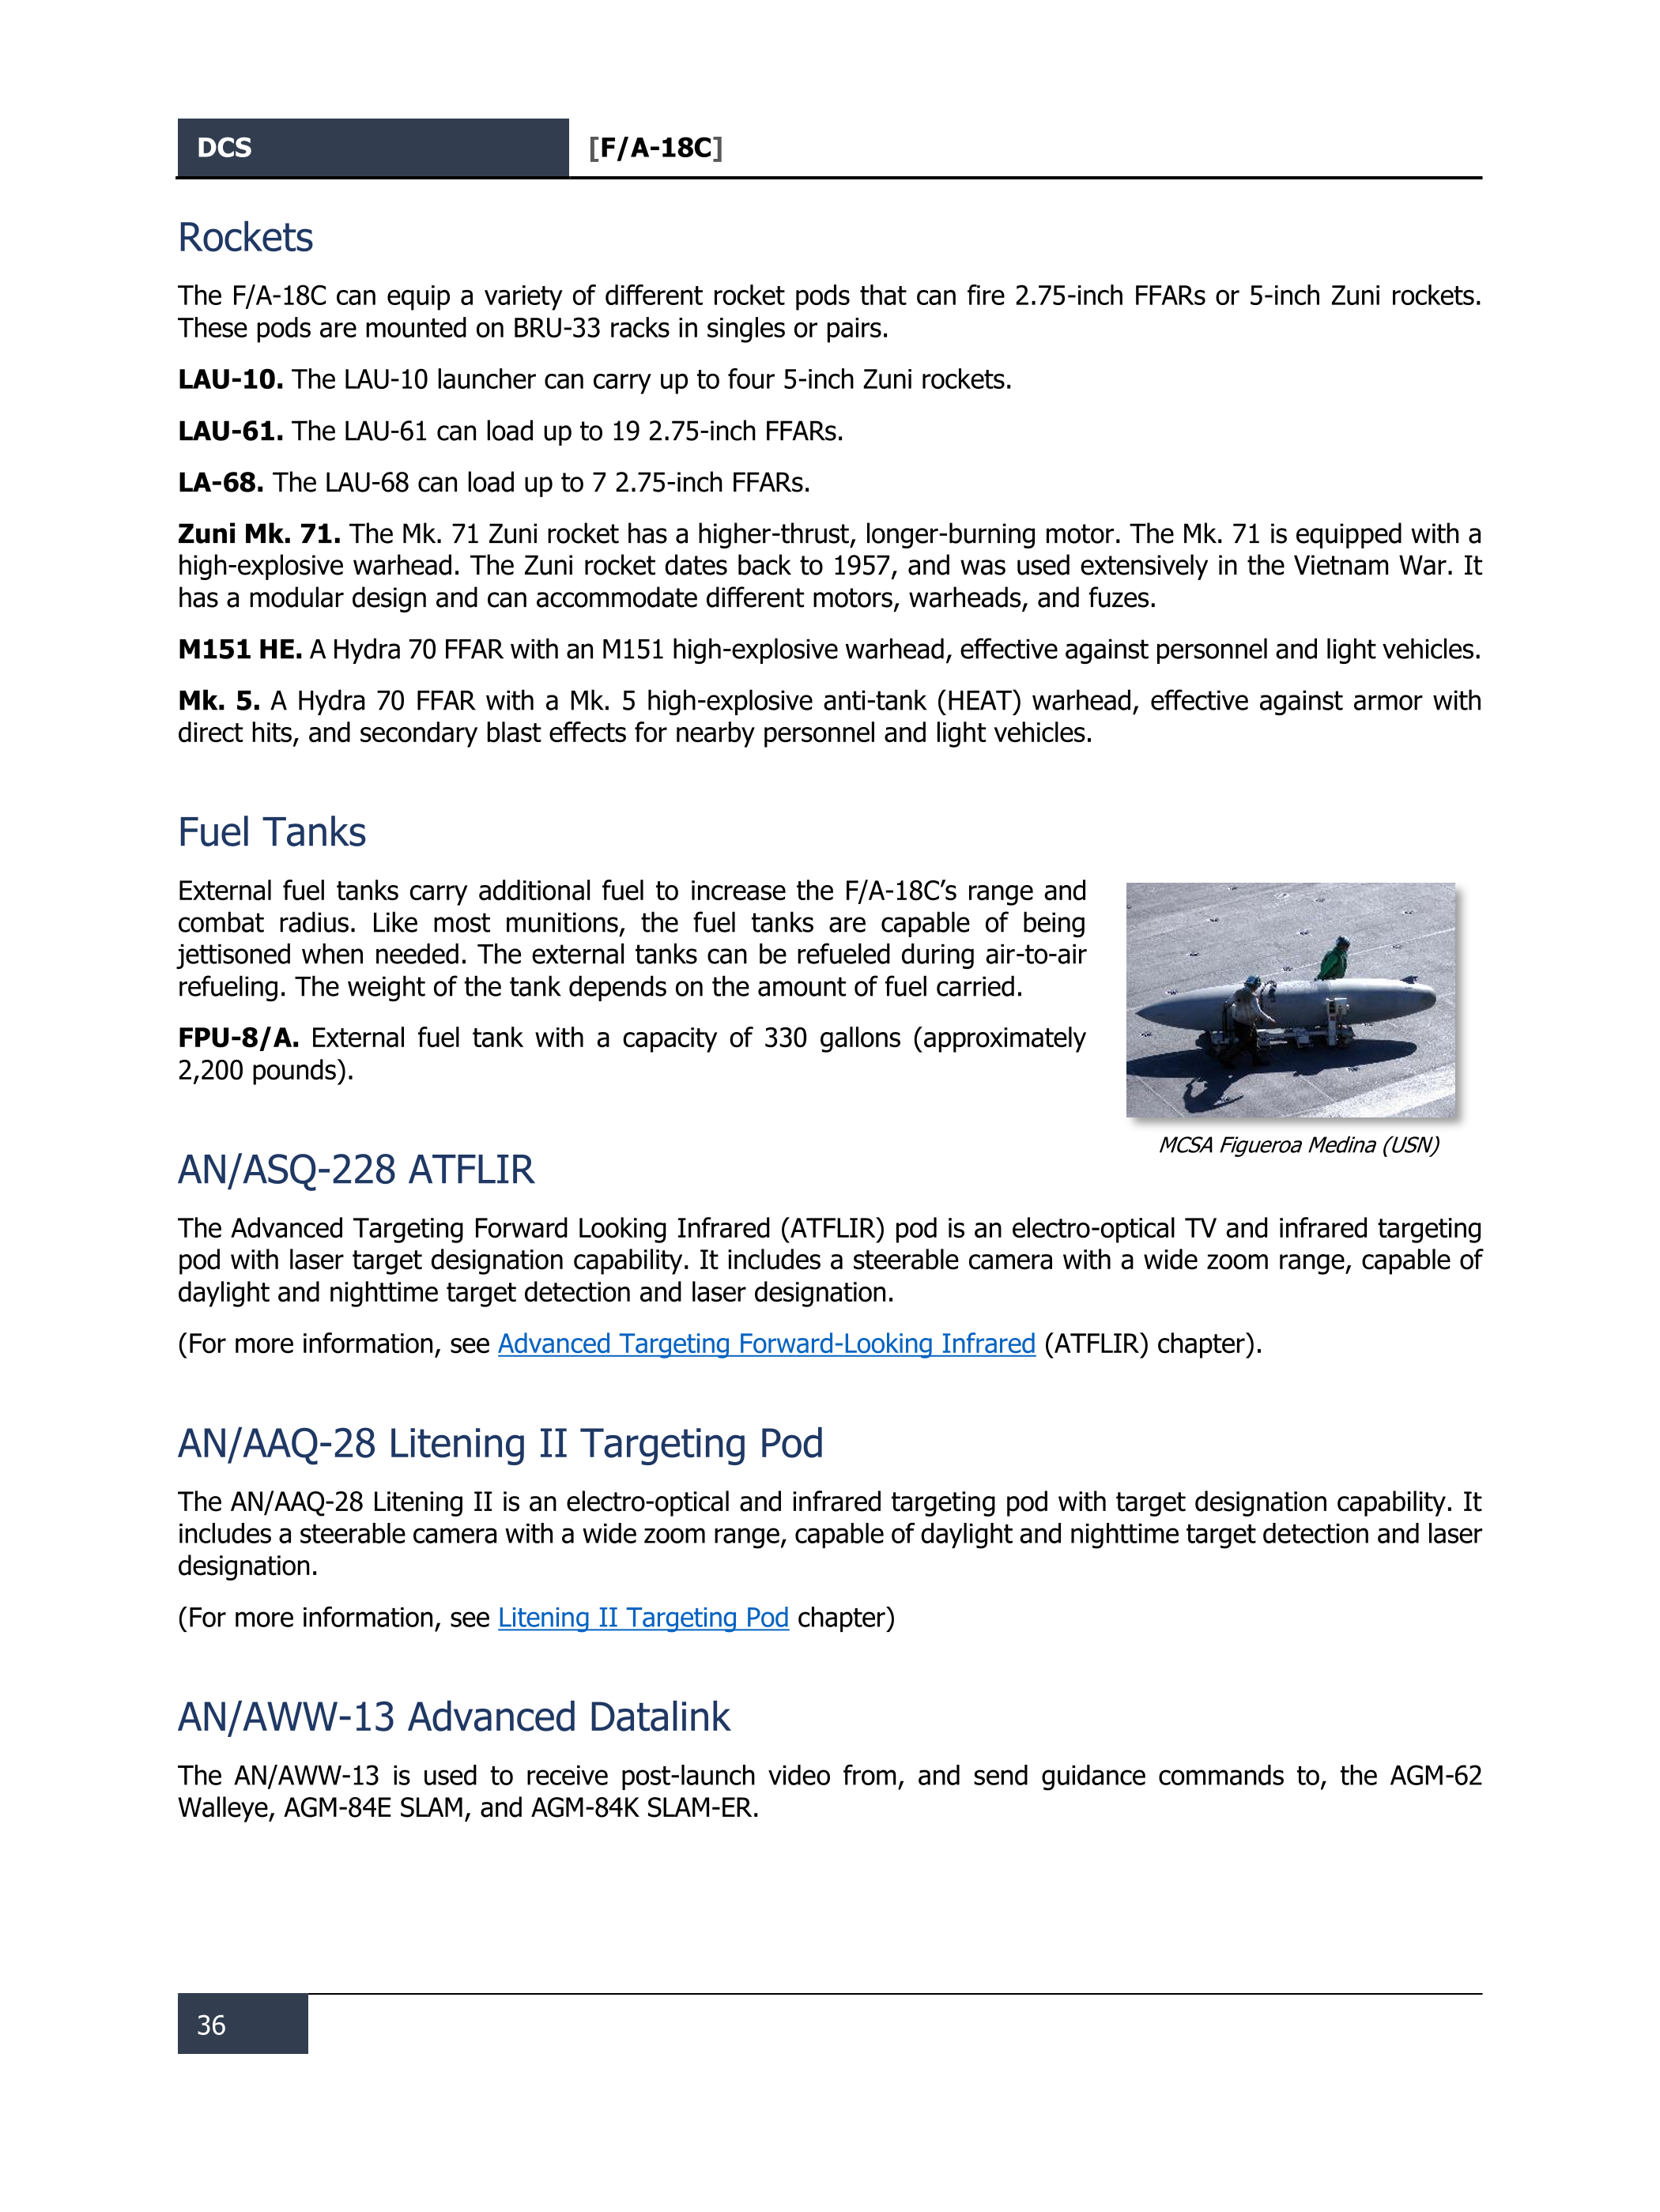 DCS
[F/A-18C]
Rockets
The F/A-18C can equip a variety of different rocket pods that can fire 2.75-inch FFARs or 5-inch Zuni rockets.
These pods are mounted on BRU-33 racks in singles or pairs.
LAU-10. The LAU-10 launcher can carry up to four 5-inch Zuni rockets.
LAU-61. The LAU-61 can load up to 19 2.75-inch FFARs.
LA-68. The LAU-68 can load up to 7 2.75-inch FFARs.
Zuni Mk. 71. The Mk. 71 Zuni rocket has a higher-thrust, longer-burning motor. The Mk. 71 is equipped with a
high-explosive warhead. The Zuni rocket dates back to 1957, and was used extensively in the Vietnam War. It
has a modular design and can accommodate different motors, warheads, and fuzes.
M151 HE. A Hydra 70 FFAR with an M151 high-explosive warhead, effective against personnel and light vehicles.
Mk. 5. A Hydra 70 FFAR with a Mk. 5 high-explosive anti-tank (HEAT) warhead, effective against armor with
direct hits, and secondary blast effects for nearby personnel and light vehicles.
Fuel Tanks
External fuel tanks carry additional fuel to increase the F/A-18C’s range and
combat radius. Like most munitions, the fuel tanks are capable of being
jettisoned when needed. The external tanks can be refueled during air-to-air
refueling. The weight of the tank depends on the amount of fuel carried.
FPU-8/A. External fuel tank with a capacity of 330 gallons (approximately
2,200 pounds).
MCSA Figueroa Medina (USN)
AN/ASQ-228 ATFLIR
The Advanced Targeting Forward Looking Infrared (ATFLIR) pod is an electro-optical TV and infrared targeting
pod with laser target designation capability. It includes a steerable camera with a wide zoom range, capable of
daylight and nighttime target detection and laser designation.
(For more information, see Advanced Targeting Forward-Looking Infrared (ATFLIR) chapter).
AN/AAQ-28 Litening II Targeting Pod
The AN/AAQ-28 Litening II is an electro-optical and infrared targeting pod with target designation capability. It
includes a steerable camera with a wide zoom range, capable of daylight and nighttime target detection and laser
designation.
(For more information, see Litening II Targeting Pod chapter)
AN/AWW-13 Advanced Datalink
The AN/AWW-13 is used to receive post-launch video from, and send guidance commands to, the AGM-62
Walleye, AGM-84E SLAM, and AGM-84K SLAM-ER.
36